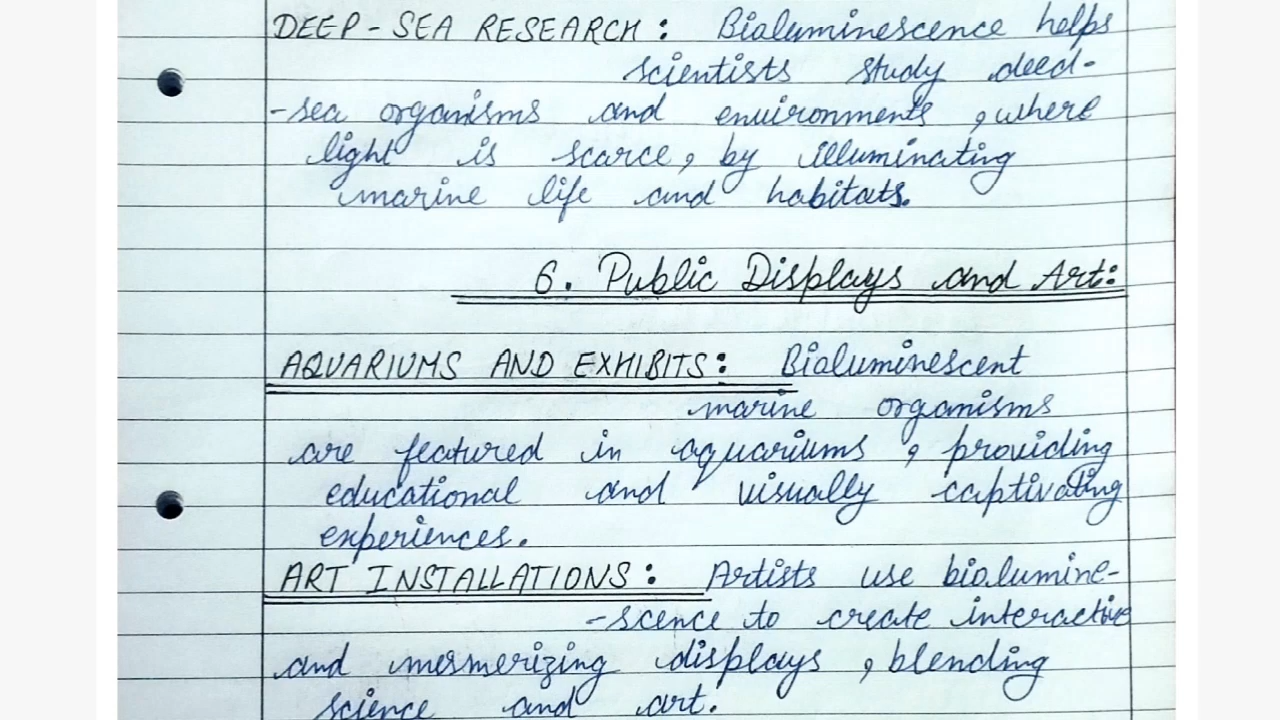 DEEP-SEA RESEARCH: Bioluminescence helps
scientists study deed-
-sea organisms and environments, where
light is scarce, by illuminating
marine life and habitats.
6. Public Displays and Art:
AQUARIUMS AND EXHIBITS: Bioluminescent
marine organisms
are featured in aquariums, providing
educational and visually captivating
experiences.
ART INSTALLATIONS: Artists use biolumine-
-scence to create interactive
and mesmerizing displays, blending
science and art.